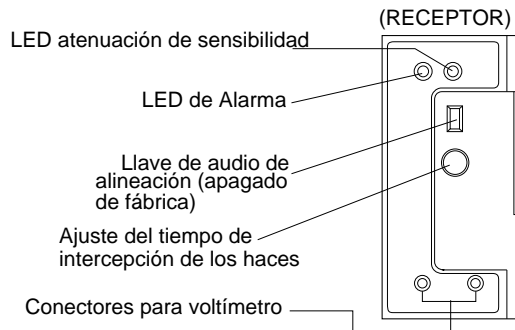 (RECEPTOR)
LED atenuación de sensibilidad
LED de Alarma
Llave de audio de
alineación (apagado
de fábrica)
Ajuste del tiempo de
intercepción de los haces
Conectores para voltímetro